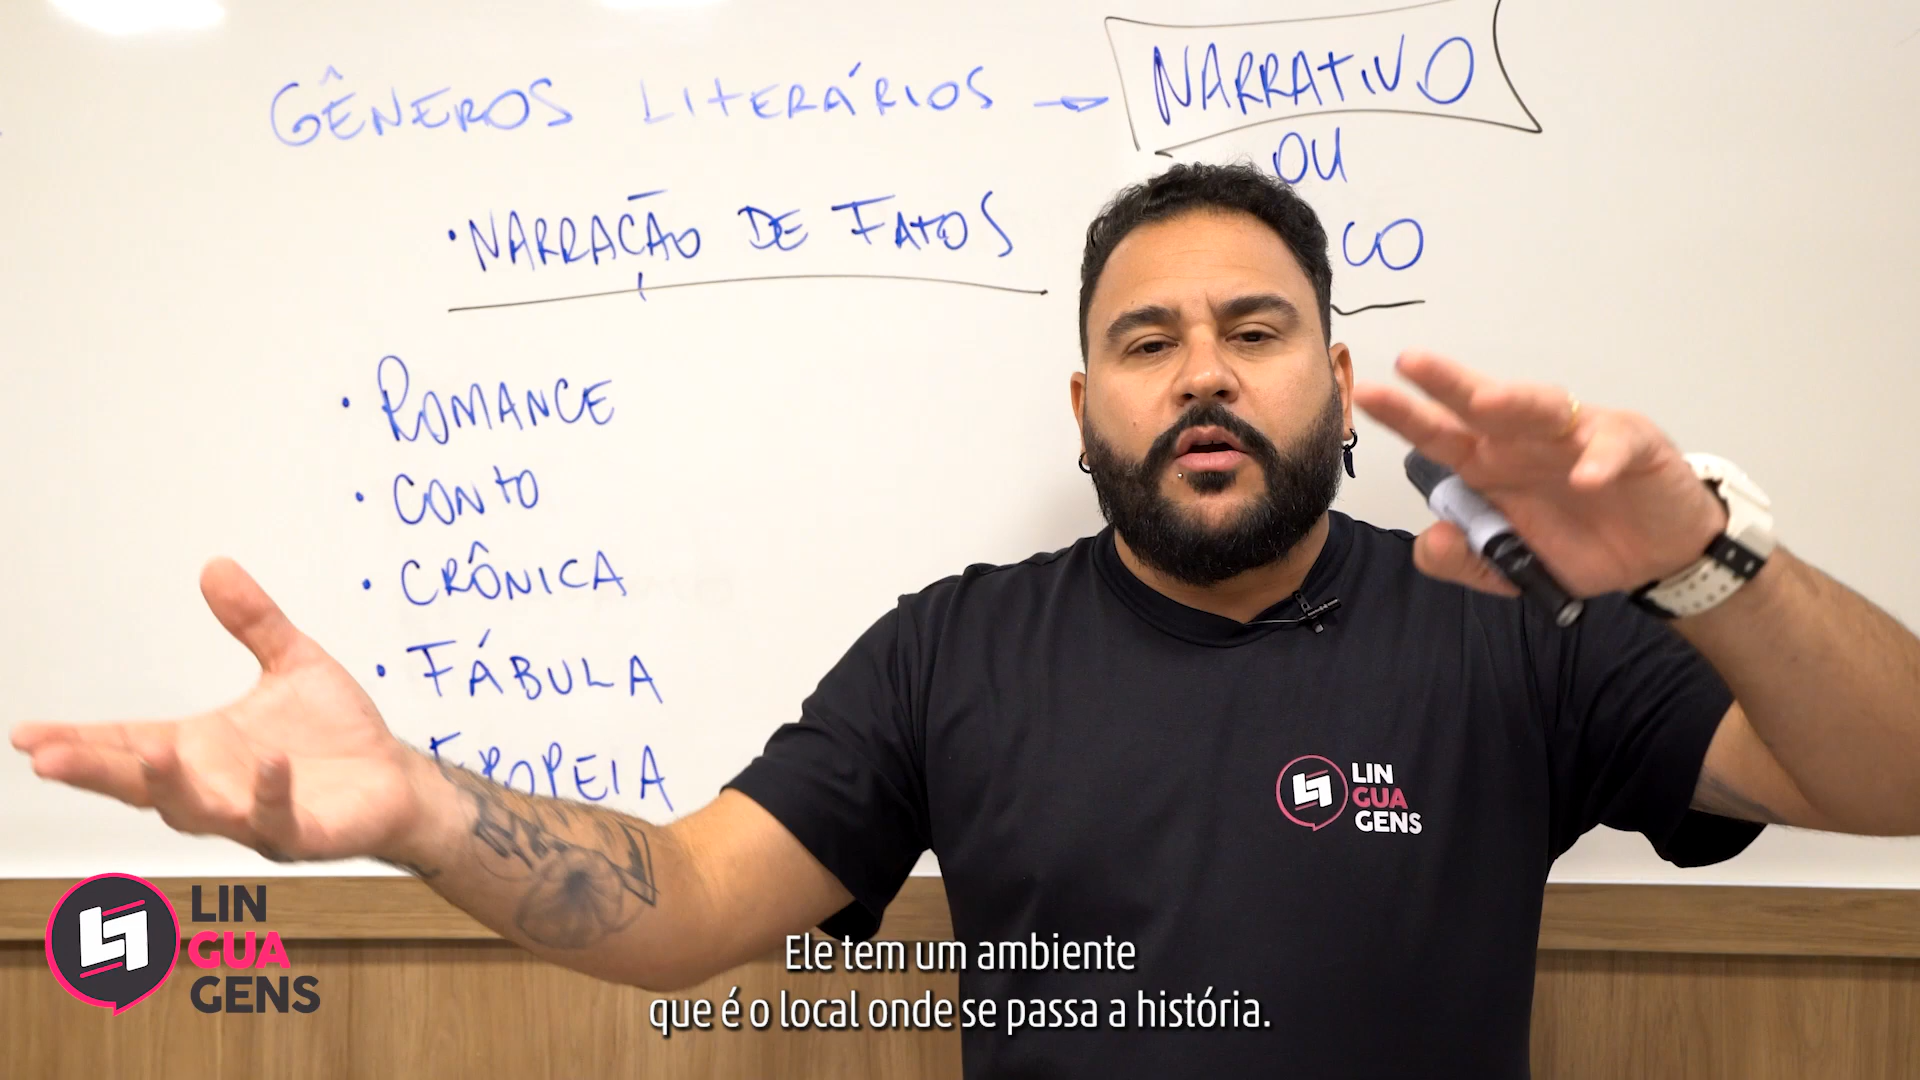 GÊNEROS LITERÁRIOS → NARRATIVO
OU
CO
• NARRAÇÃO DE FATOS
• ROMANCE
• CONTO
• CRÔNICA
• FÁBULA
EPOPEIA
LIN
GUA
GENS
LIN
GUA
GENS
Ele tem um ambiente
que é o local onde se passa a história.